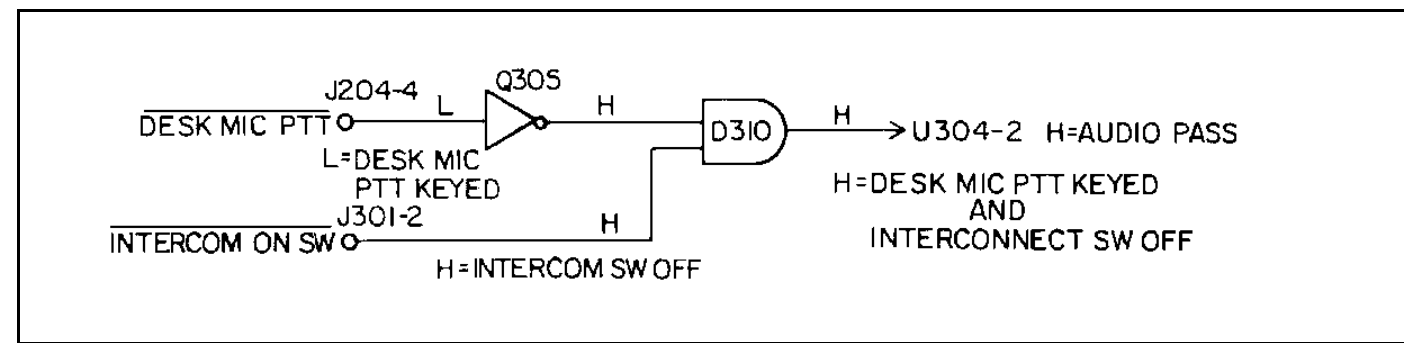 J204-4
Q305
DESK MIC PTT
L
H
D310
H
U304-2 H=AUDIO PASS
L=DESK MIC
PTT KEYED
H=DESK MIC PTT KEYED
AND
INTERCONNECT SW OFF
J301-2
INTERCOM ON SW
H
H=INTERCOM SW OFF